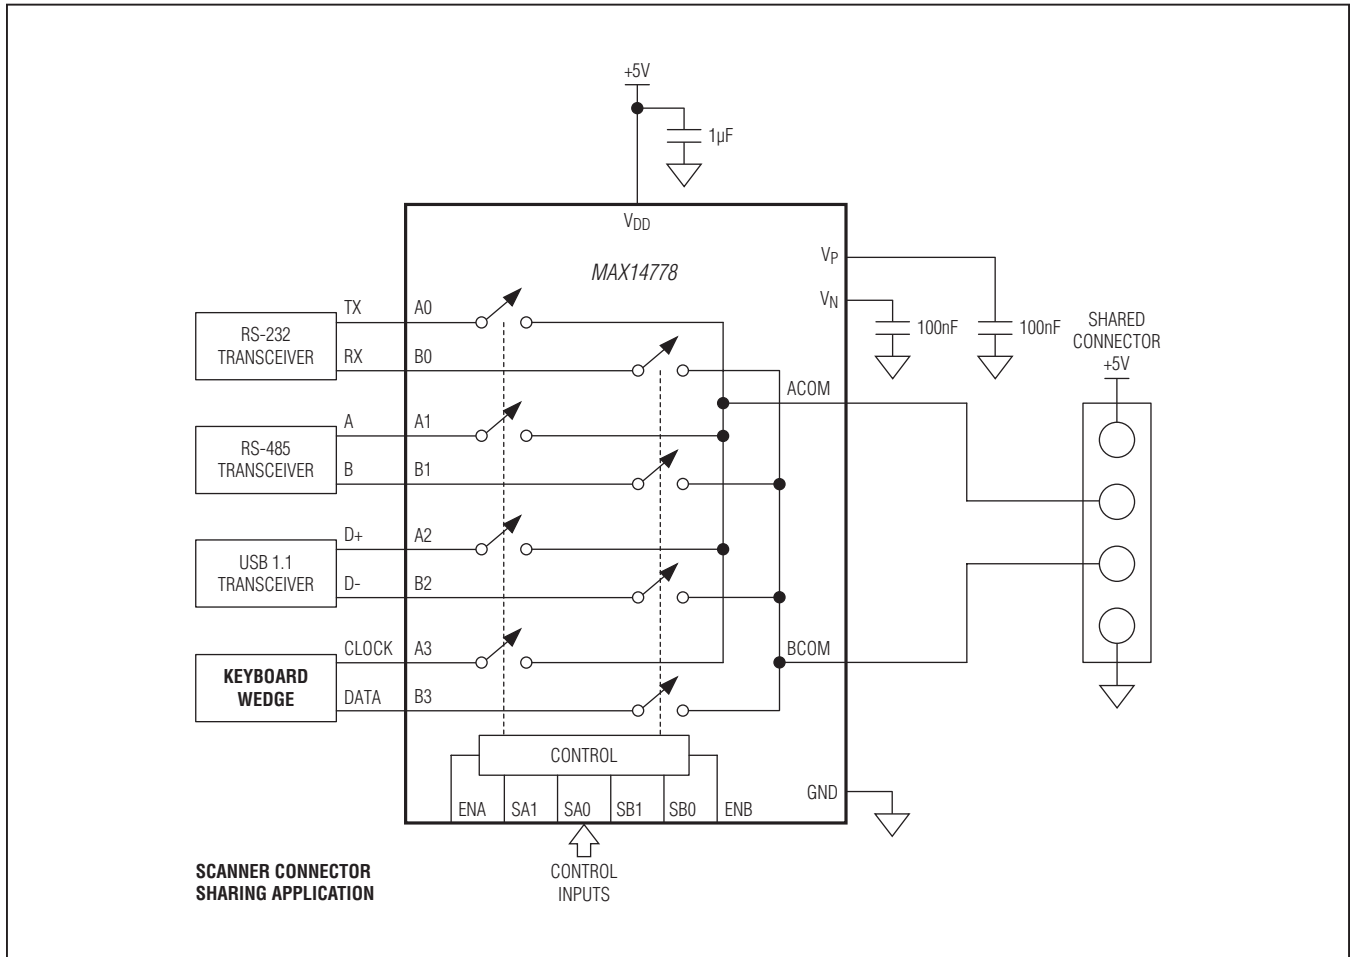 +5V
1µF
VDD
MAX14778
VP
VN
100nF
100nF
SHARED
CONNECTOR
+5V
RS-232
TRANSCEIVER
TX
A0
RX
B0
ACOM
RS-485
TRANSCEIVER
A
A1
B
B1
USB 1.1
TRANSCEIVER
D+
A2
D-
B2
KEYBOARD
WEDGE
CLOCK
A3
DATA
B3
BCOM
CONTROL
GND
ENA
SA1
SA0
SB1
SB0
ENB
CONTROL
INPUTS
SCANNER CONNECTOR
SHARING APPLICATION